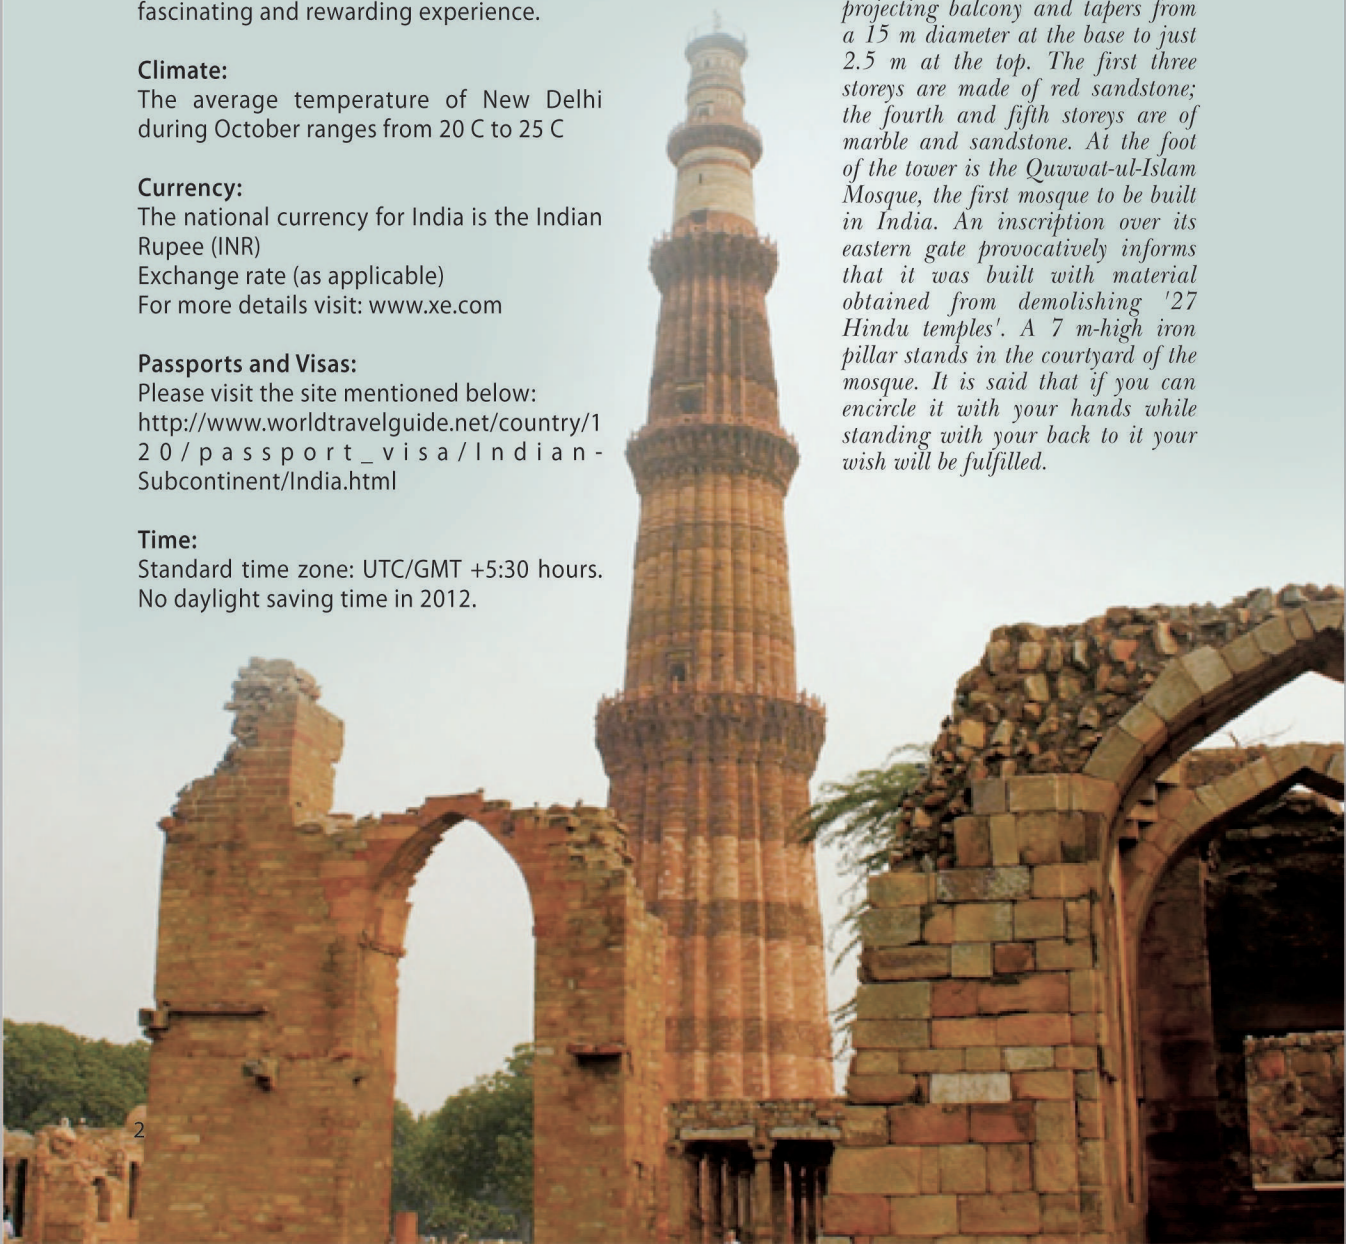 fascinating and rewarding experience.
Climate:
The average temperature of New Delhi
during October ranges from 20 C to 25 C
Currency:
The national currency for India is the Indian
Rupee (INR)
Exchange rate (as applicable)
For more details visit: www.xe.com
Passports and Visas:
Please visit the site mentioned below:
http://www.worldtravelguide.net/country/1
20/passport_visa/Indian-
Subcontinent/India.html
Time:
Standard time zone: UTC/GMT +5:30 hours.
No daylight saving time in 2012.
projecting balcony and tapers from
a 15 m diameter at the base to just
2.5 m at the top. The first three
storeys are made of red sandstone;
the fourth and fifth storeys are of
marble and sandstone. At the foot
of the tower is the Quwwat-ul-Islam
Mosque, the first mosque to be built
in India. An inscription over its
eastern gate provocatively informs
that it was built with material
obtained from demolishing '27
Hindu temples'. A 7 m-high iron
pillar stands in the courtyard of the
mosque. It is said that if you can
encircle it with your hands while
standing with your back to it your
wish will be fulfilled.
2